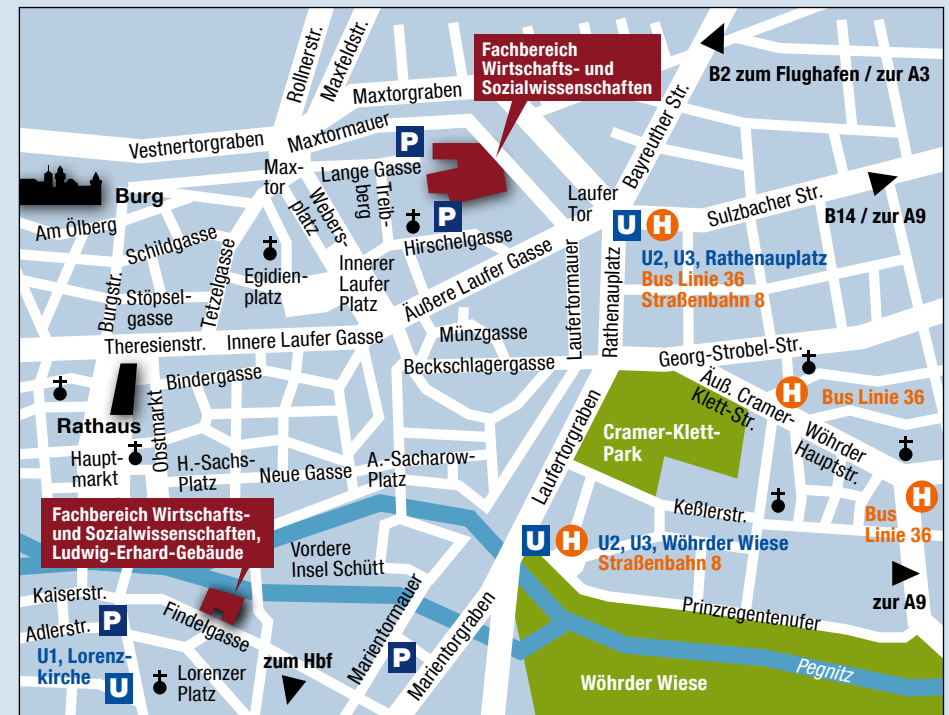 Fachbereich
Wirtschafts- und
Sozialwissenschaften
B2 zum Flughafen / zur A3
Rollnerstr.
Maxfeldstr.
Maxtorgraben
Bayreuther Str.
Vestnertorgraben
Maxtormauer
P
Max-
tor
Lange Gasse
Treib-
berg
Webers-
platz
Burg
P
Laufer
Tor
Sulzbacher Str.
B14 / zur A9
Am Ölberg
Schildgasse
Hirschelgasse
U
H
U2, U3, Rathenauplatz
Bus Linie 36
Straßenbahn 8
Egidien-
platz
Innerer
Laufer
Platz
Äußere Laufer Gasse
Laufertormauer
Rathenauplatz
Burgstr.
Stöpsel-
gasse
Tetzelgasse
Theresienstr.
Innere Laufer Gasse
Münzgasse
Beckschlagergasse
Georg-Strobel-Str.
Bindergasse
Äuß. Cramer-
Klett-Str.
H
Bus Linie 36
Rathaus
Obstmarkt
Laufertorgraben
Cramer-Klett-
Park
Wöhrder
Hauptstr.
Haupt-
markt
H.-Sachs-
Platz
Neue Gasse
A.-Sacharow-
Platz
Keßlerstr.
H
Bus
Linie 36
Fachbereich Wirtschafts-
und Sozialwissenschaften,
Ludwig-Erhard-Gebäude
Vordere
Insel Schütt
U
H
U2, U3, Wöhrder Wiese
Straßenbahn 8
zur A9
Kaiserstr.
Adlerstr.
P
Findelgasse
Marientormauer
Marientorgraben
Prinzregentenufer
U1, Lorenz-
kirche
U
Lorenzer
Platz
zum Hbf
P
Wöhrder Wiese
Pegnitz